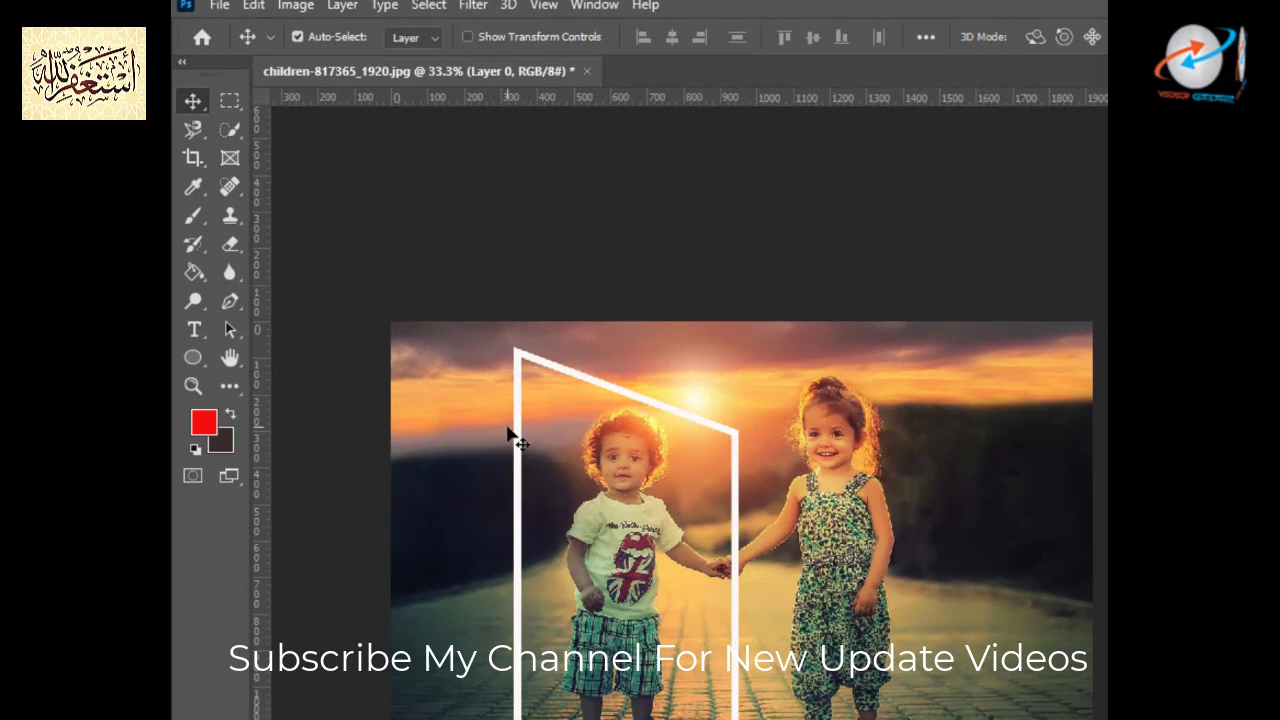 Ps File Edit Image Layer Type Select Filter 3D View Window Help
Auto-Select: Layer Show Transform Controls 3D Mode:
children-817365_1920.jpg @ 33.3% (Layer 0, RGB/8#) * ×
300 200 100 0 100 200 300 400 500 600 700 800 900 1000 1100 1200 1300 1400 1500 1600 1700 1800 1900
أستغفر الله
Subscribe My Channel For New Update Videos